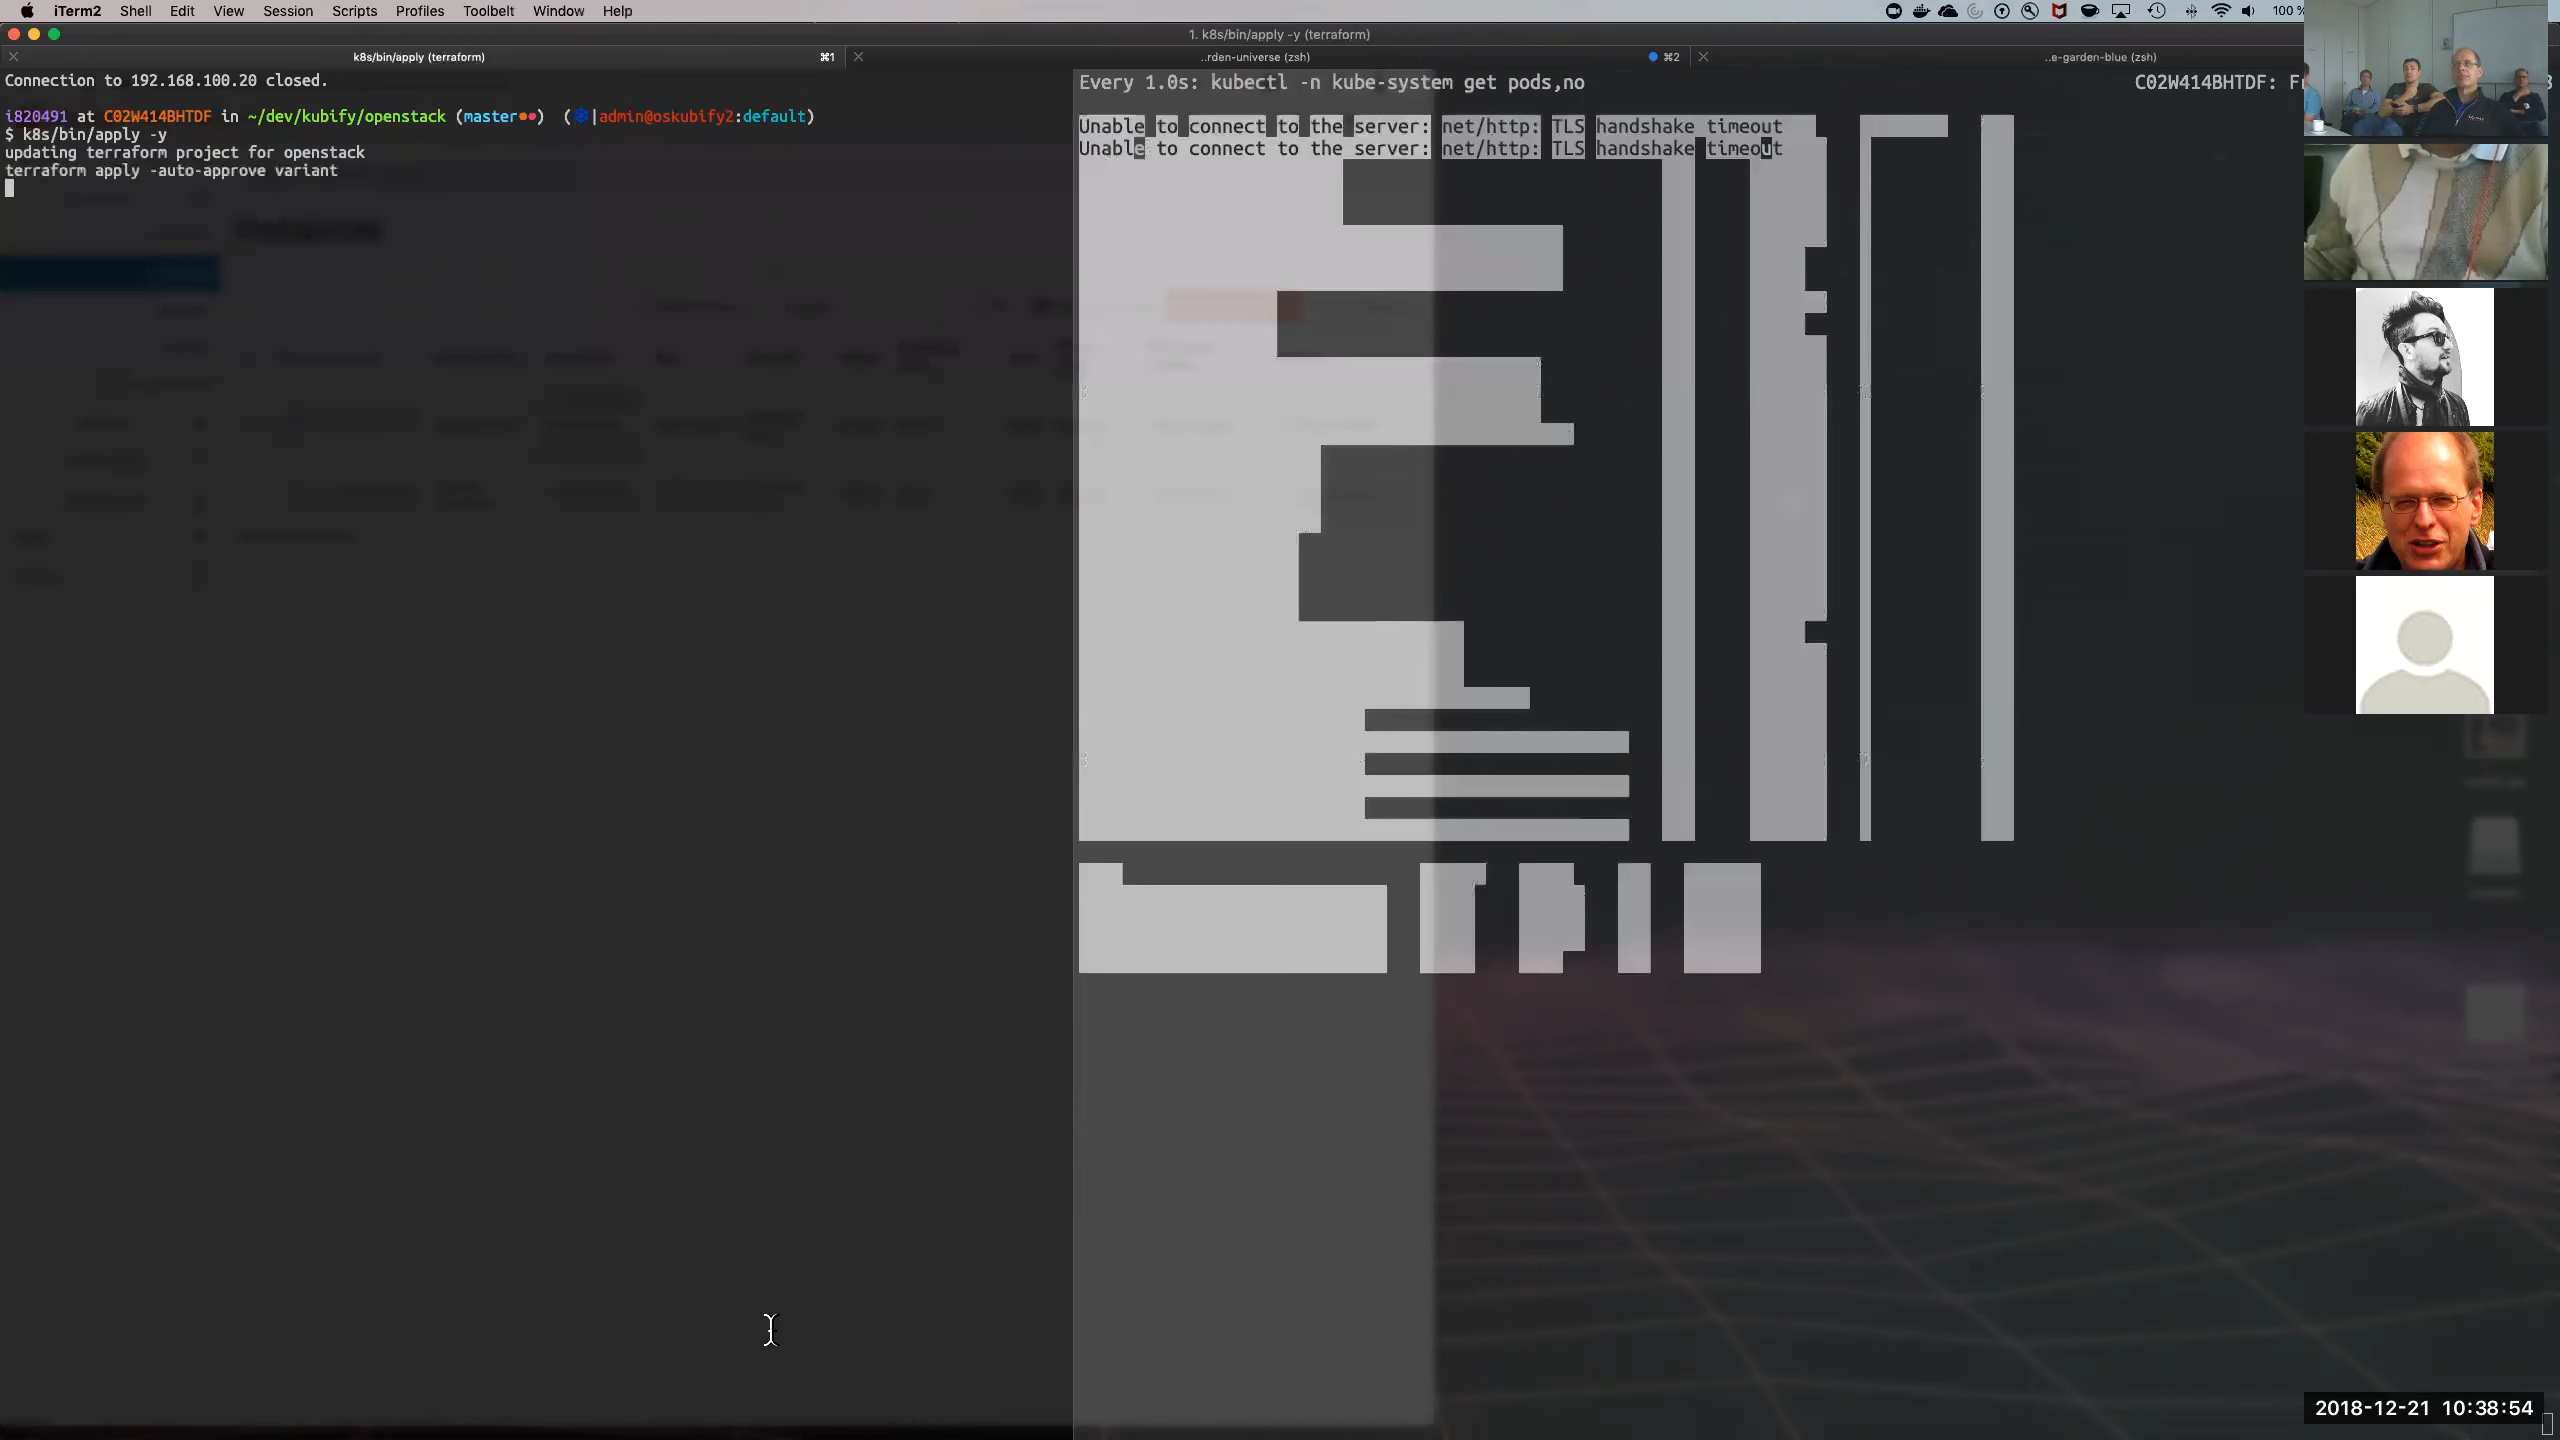 iTerm2 Shell Edit View Session Scripts Profiles Toolbelt Window Help 100 %
1. k8s/bin/apply -y (terraform)
k8s/bin/apply (terraform) ⌘1 ..rden-universe (zsh) ⌘2 ..e-garden-blue (zsh)
Connection to 192.168.100.20 closed.
i820491 at C02W414BHTDF in ~/dev/kubify/openstack (master●●) (⎈|admin@oskubify2:default)
$ k8s/bin/apply -y
updating terraform project for openstack
terraform apply -auto-approve variant
Every 1.0s: kubectl -n kube-system get pods,no C02W414BHTDF:
Unable to connect to the server: net/http: TLS handshake timeout
Unable to connect to the server: net/http: TLS handshake timeout
2018-12-21 10:38:54